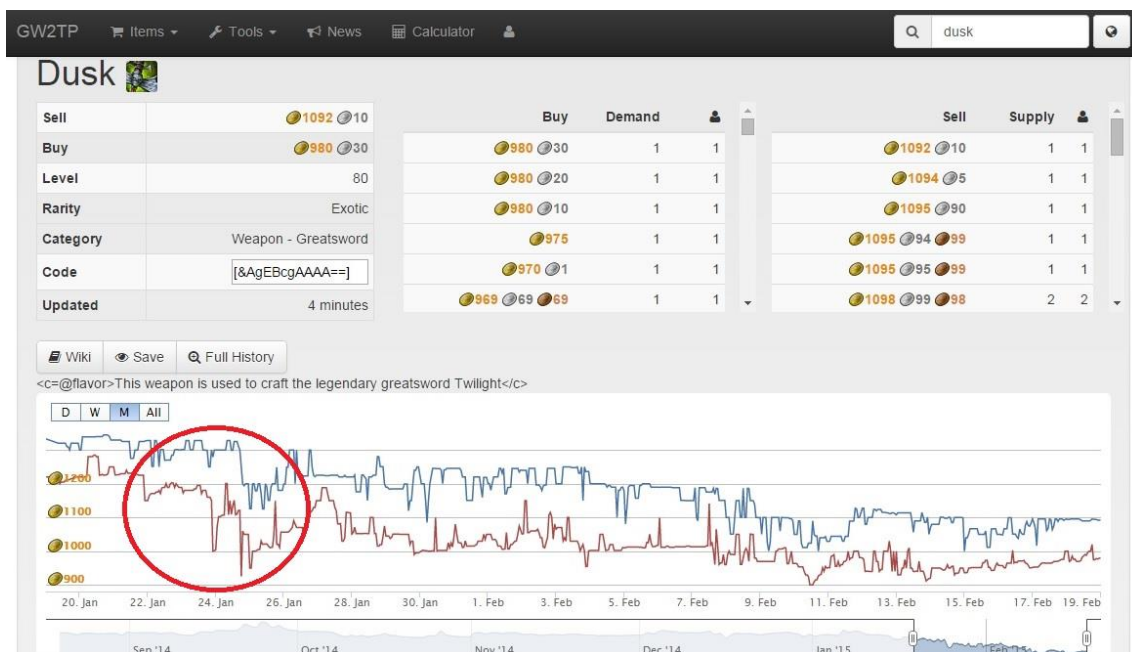 GW2TP Items Tools News Calculator dusk
Dusk
Sell 1092 10
Buy 980 30
Level 80
Rarity Exotic
Category Weapon - Greatsword
Code [&AgEBcgAAAA==]
Updated 4 minutes
Buy Demand
980 30 1 1
980 20 1 1
980 10 1 1
975 1 1
970 1 1 1
969 69 69 1 1
Sell Supply
1092 10 1 1
1094 5 1 1
1095 90 1 1
1095 94 99 1 1
1095 95 99 1 1
1098 99 98 2 2
Wiki Save Full History
<c=@flavor>This weapon is used to craft the legendary greatsword Twilight</c>
D W M All
1200
1100
1000
900
20. Jan 22. Jan 24. Jan 26. Jan 28. Jan 30. Jan 1. Feb 3. Feb 5. Feb 7. Feb 9. Feb 11. Feb 13. Feb 15. Feb 17. Feb 19. Feb
Sep '14 Oct '14 Nov '14 Dec '14 Jan '15 Feb '15